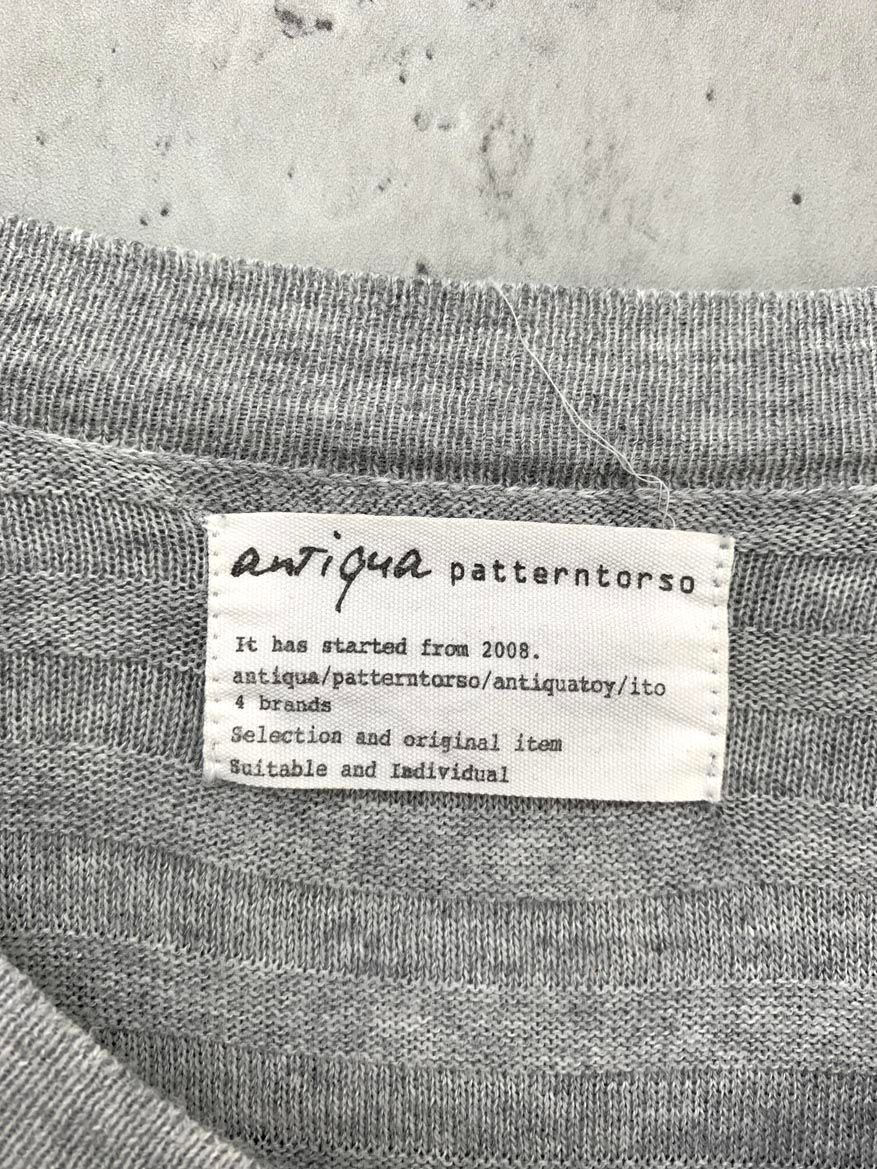 antiqua patterntorso
It has started from 2008.
antiqua/patterntorso/antiquatoy/ito
4 brands
Selection and original item
Suitable and Individual